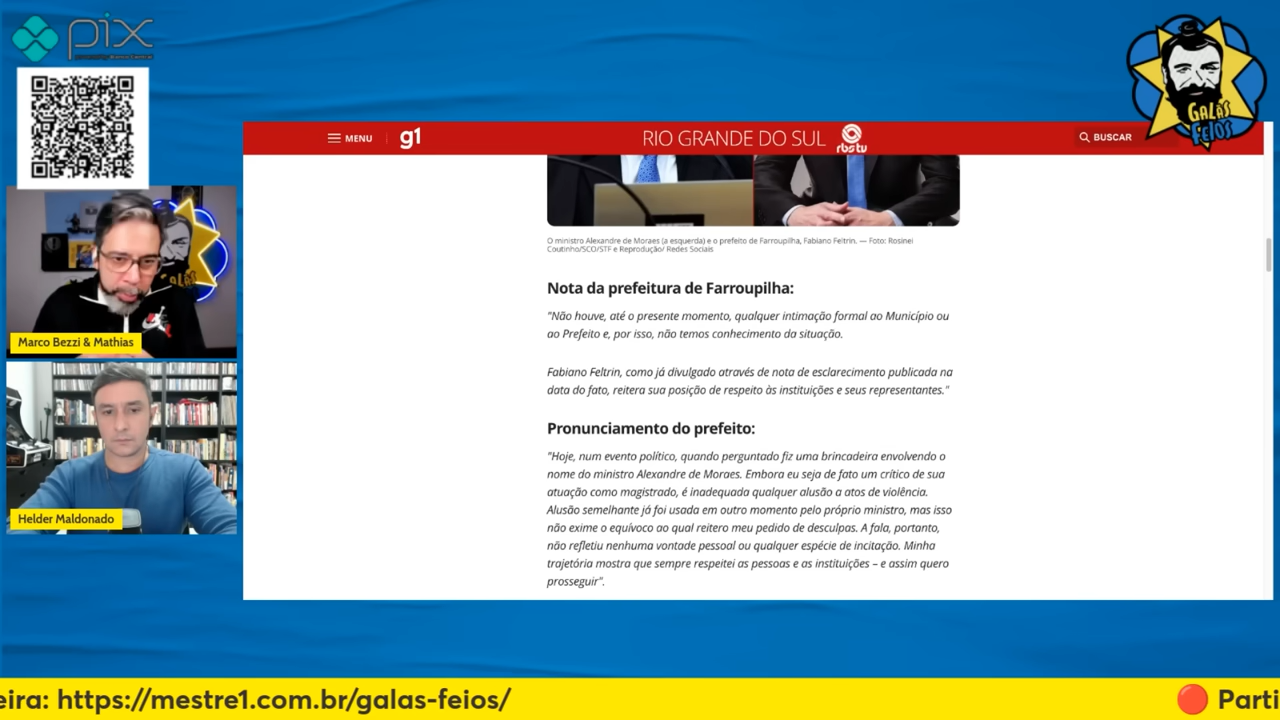 pix
GALÃS
FEIOS
MENU
g1
RIO GRANDE DO SUL
rbstv
BUSCAR
O ministro Alexandre de Moraes (a esquerda) e o prefeito de Farroupilha, Fabiano Feltrin. — Foto: Rosinei
Coutinho/SCO/STF e Reprodução/ Redes Sociais
Nota da prefeitura de Farroupilha:
"Não houve, até o presente momento, qualquer intimação formal ao Município ou
ao Prefeito e, por isso, não temos conhecimento da situação.
Fabiano Feltrin, como já divulgado através de nota de esclarecimento publicada na
data do fato, reitera sua posição de respeito às instituições e seus representantes."
Pronunciamento do prefeito:
"Hoje, num evento político, quando perguntado fiz uma brincadeira envolvendo o
nome do ministro Alexandre de Moraes. Embora eu seja de fato um crítico de sua
atuação como magistrado, é inadequada qualquer alusão a atos de violência.
Alusão semelhante já foi usada em outro momento pelo próprio ministro, mas isso
não exime o equívoco ao qual reitero meu pedido de desculpas. A fala, portanto,
não refletiu nenhuma vontade pessoal ou qualquer espécie de incitação. Minha
trajetória mostra que sempre respeitei as pessoas e as instituições – e assim quero
prosseguir".
Marco Bezzi & Mathias
Helder Maldonado
eira: https://mestre1.com.br/galas-feios/
Parti